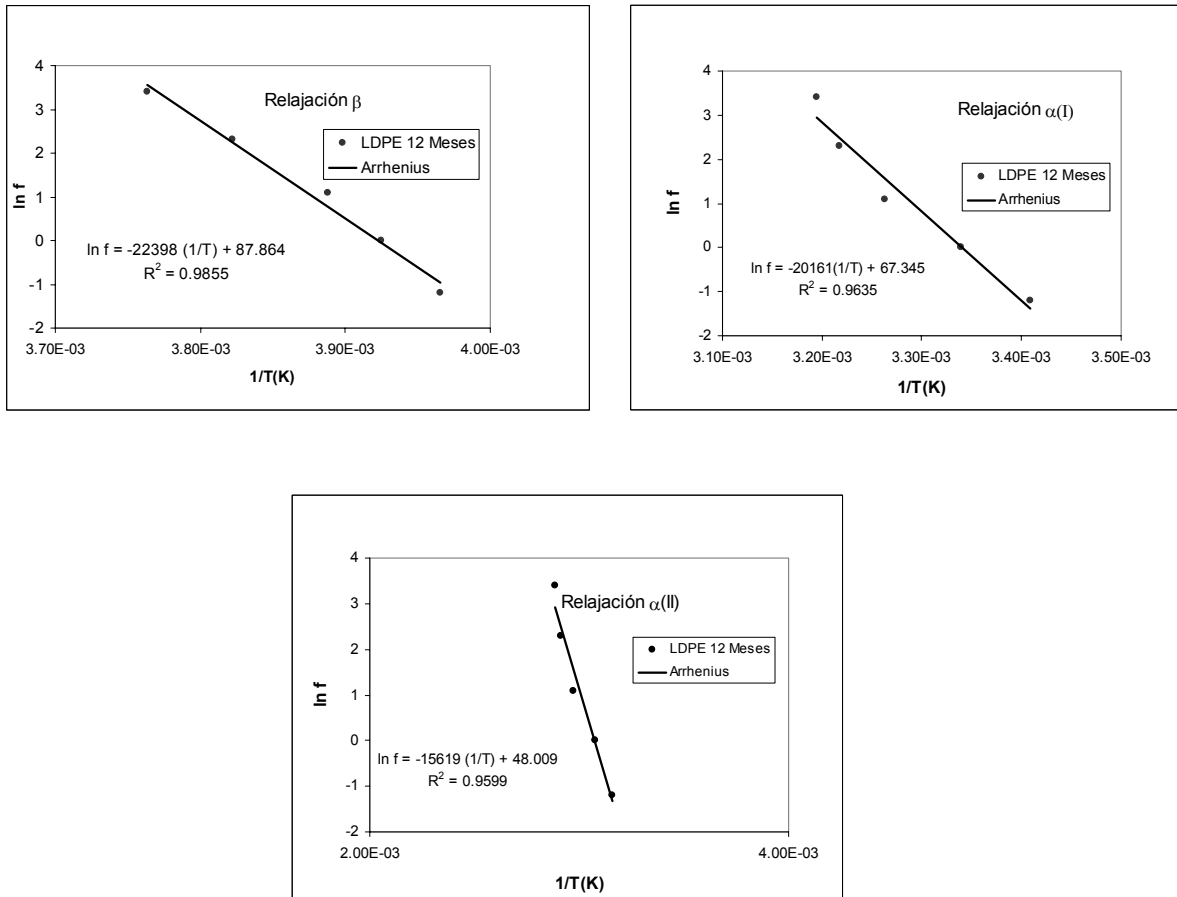 Relajación β
LDPE 12 Meses
Arrhenius
ln f = -22398 (1/T) + 87.864
R² = 0.9855
4
3
2
1
0
-1
-2
3.70E-03 3.80E-03 3.90E-03 4.00E-03
1/T(K)
ln f
Relajación α(I)
LDPE 12 Meses
Arrhenius
ln f = -20161(1/T) + 67.345
R² = 0.9635
4
3
2
1
0
-1
-2
3.10E-03 3.20E-03 3.30E-03 3.40E-03 3.50E-03
1/T(K)
ln f
Relajación α(II)
LDPE 12 Meses
Arrhenius
ln f = -15619 (1/T) + 48.009
R² = 0.9599
4
3
2
1
0
-1
-2
2.00E-03 4.00E-03
1/T(K)
ln f